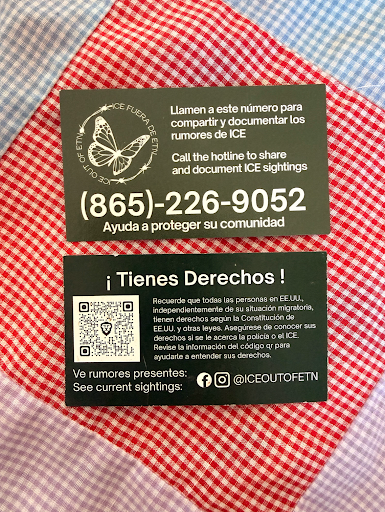 ICE FUERA DE ETN
ICE OUT OF ETN
Llamen a este número para
compartir y documentar los
rumores de ICE
Call the hotline to share
and document ICE sightings
(865)-226-9052
Ayuda a proteger su comunidad
¡ Tienes Derechos !
Recuerde que todas las personas en EE.UU.,
independientemente de su situación migratoria,
tienen derechos según la Constitución de
EE.UU. y otras leyes. Asegúrese de conocer sus
derechos si se le acerca la policía o el ICE.
Revise la información del código qr para
ayudarle a entender sus derechos.
Ve rumores presentes:
See current sightings:
@ICEOUTOFETN